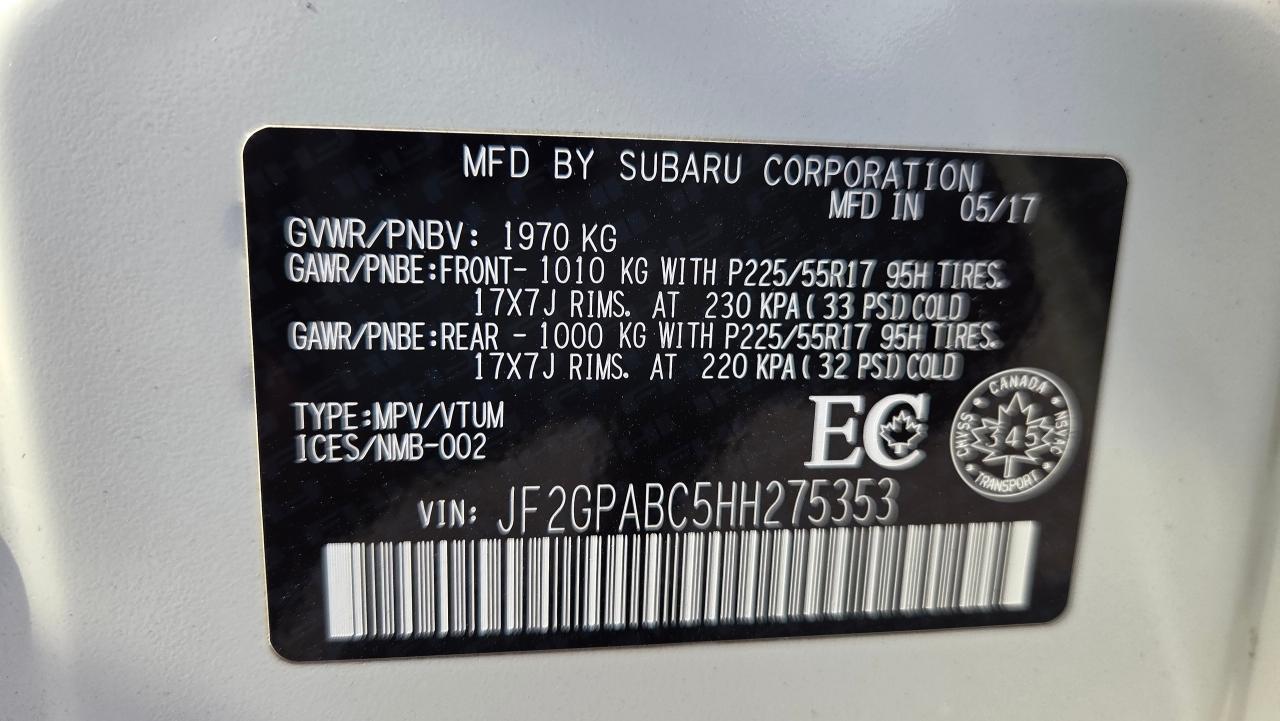 MFD BY SUBARU CORPORATION
MFD IN 05/17
GVWR/PNBV: 1970 KG
GAWR/PNBE:FRONT- 1010 KG WITH P225/55R17 95H TIRES.
17X7J RIMS. AT 230 KPA(33 PSI)COLD
GAWR/PNBE:REAR - 1000 KG WITH P225/55R17 95H TIRES.
17X7J RIMS. AT 220 KPA(32 PSI)COLD
TYPE:MPV/VTUM
ICES/NMB-002
EC
CANADA
CMVSS
345
NSVAC
TRANSPORT
VIN: JF2GPABC5HH275353